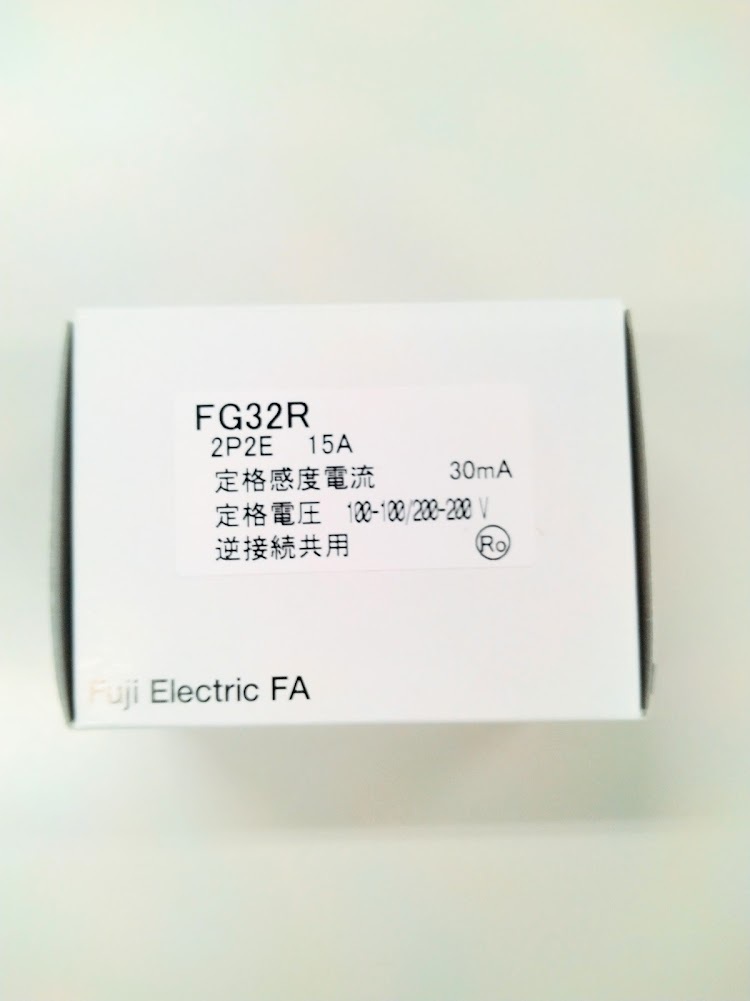 FG32R
2P2E 15A
定格感度電流 30mA
定格電圧 100-100/200-200 V
逆接続共用 Ro
Fuji Electric FA